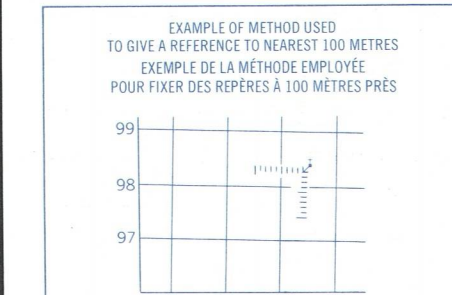 EXAMPLE OF METHOD USED
TO GIVE A REFERENCE TO NEAREST 100 METRES
EXEMPLE DE LA MÉTHODE EMPLOYÉE
POUR FIXER DES REPÈRES À 100 MÈTRES PRÈS
99
98
97